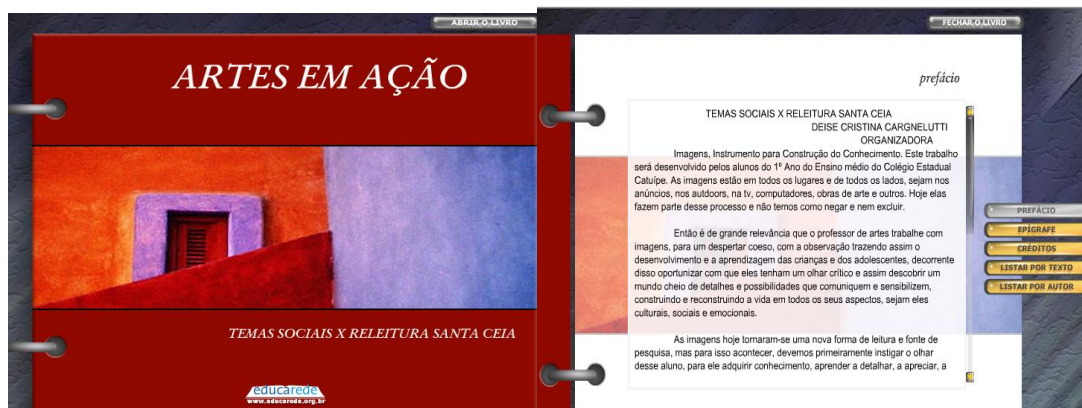 ABRIR O LIVRO
ARTES EM AÇÃO
TEMAS SOCIAIS X RELEITURA SANTA CEIA
educarede
www.educarede.org.br
FECHAR O LIVRO
prefácio
TEMAS SOCIAIS X RELEITURA SANTA CEIA
DEISE CRISTINA CARGNELUTTI
ORGANIZADORA
Imagens, Instrumento para Construção do Conhecimento. Este trabalho
será desenvolvido pelos alunos do 1º Ano do Ensino médio do Colégio Estadual
Catuípe. As imagens estão em todos os lugares e de todos os lados, sejam nos
anúncios, nos autdoors, na tv, computadores, obras de arte e outros. Hoje elas
fazem parte desse processo e não temos como negar e nem excluir.
Então é de grande relevância que o professor de artes trabalhe com
imagens, para um despertar coeso, com a observação trazendo assim o
desenvolvimento e a aprendizagem das crianças e dos adolescentes, decorrente
disso oportunizar com que eles tenham um olhar crítico e assim descobrir um
mundo cheio de detalhes e possibilidades que comuniquem e sensibilizem,
construindo e reconstruindo a vida em todos os seus aspectos, sejam eles
culturais, sociais e emocionais.
As imagens hoje tornaram-se uma nova forma de leitura e fonte de
pesquisa, mas para isso acontecer, devemos primeiramente instigar o olhar
desse aluno, para ele adquirir conhecimento, aprender a detalhar, a apreciar, a
PREFÁCIO
EPÍGRAFE
CRÉDITOS
LISTAR POR TEXTO
LISTAR POR AUTOR